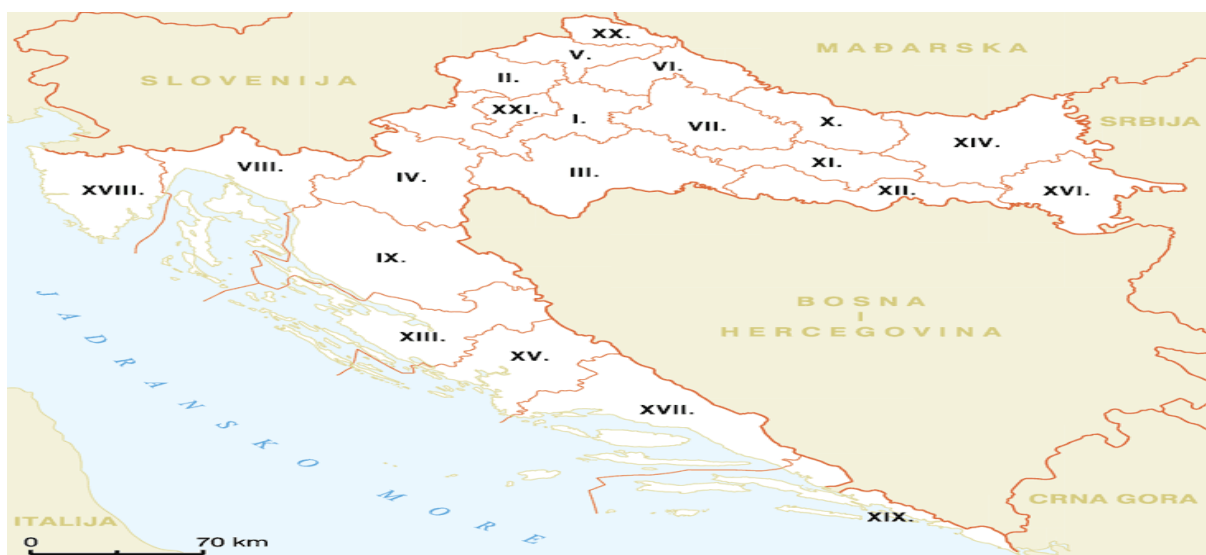 XX.
MAĐARSKA
V.
VI.
SLOVENIJA
II.
XXI.
I.
VII.
X.
SRBIJA
XIV.
XI.
VIII.
IV.
III.
XVIII.
XII.
XVI.
IX.
BOSNA
I
HERCEGOVINA
XIII.
XV.
JADRANSKO MORE
XVII.
CRNA GORA
XIX.
ITALIJA
0 70 km